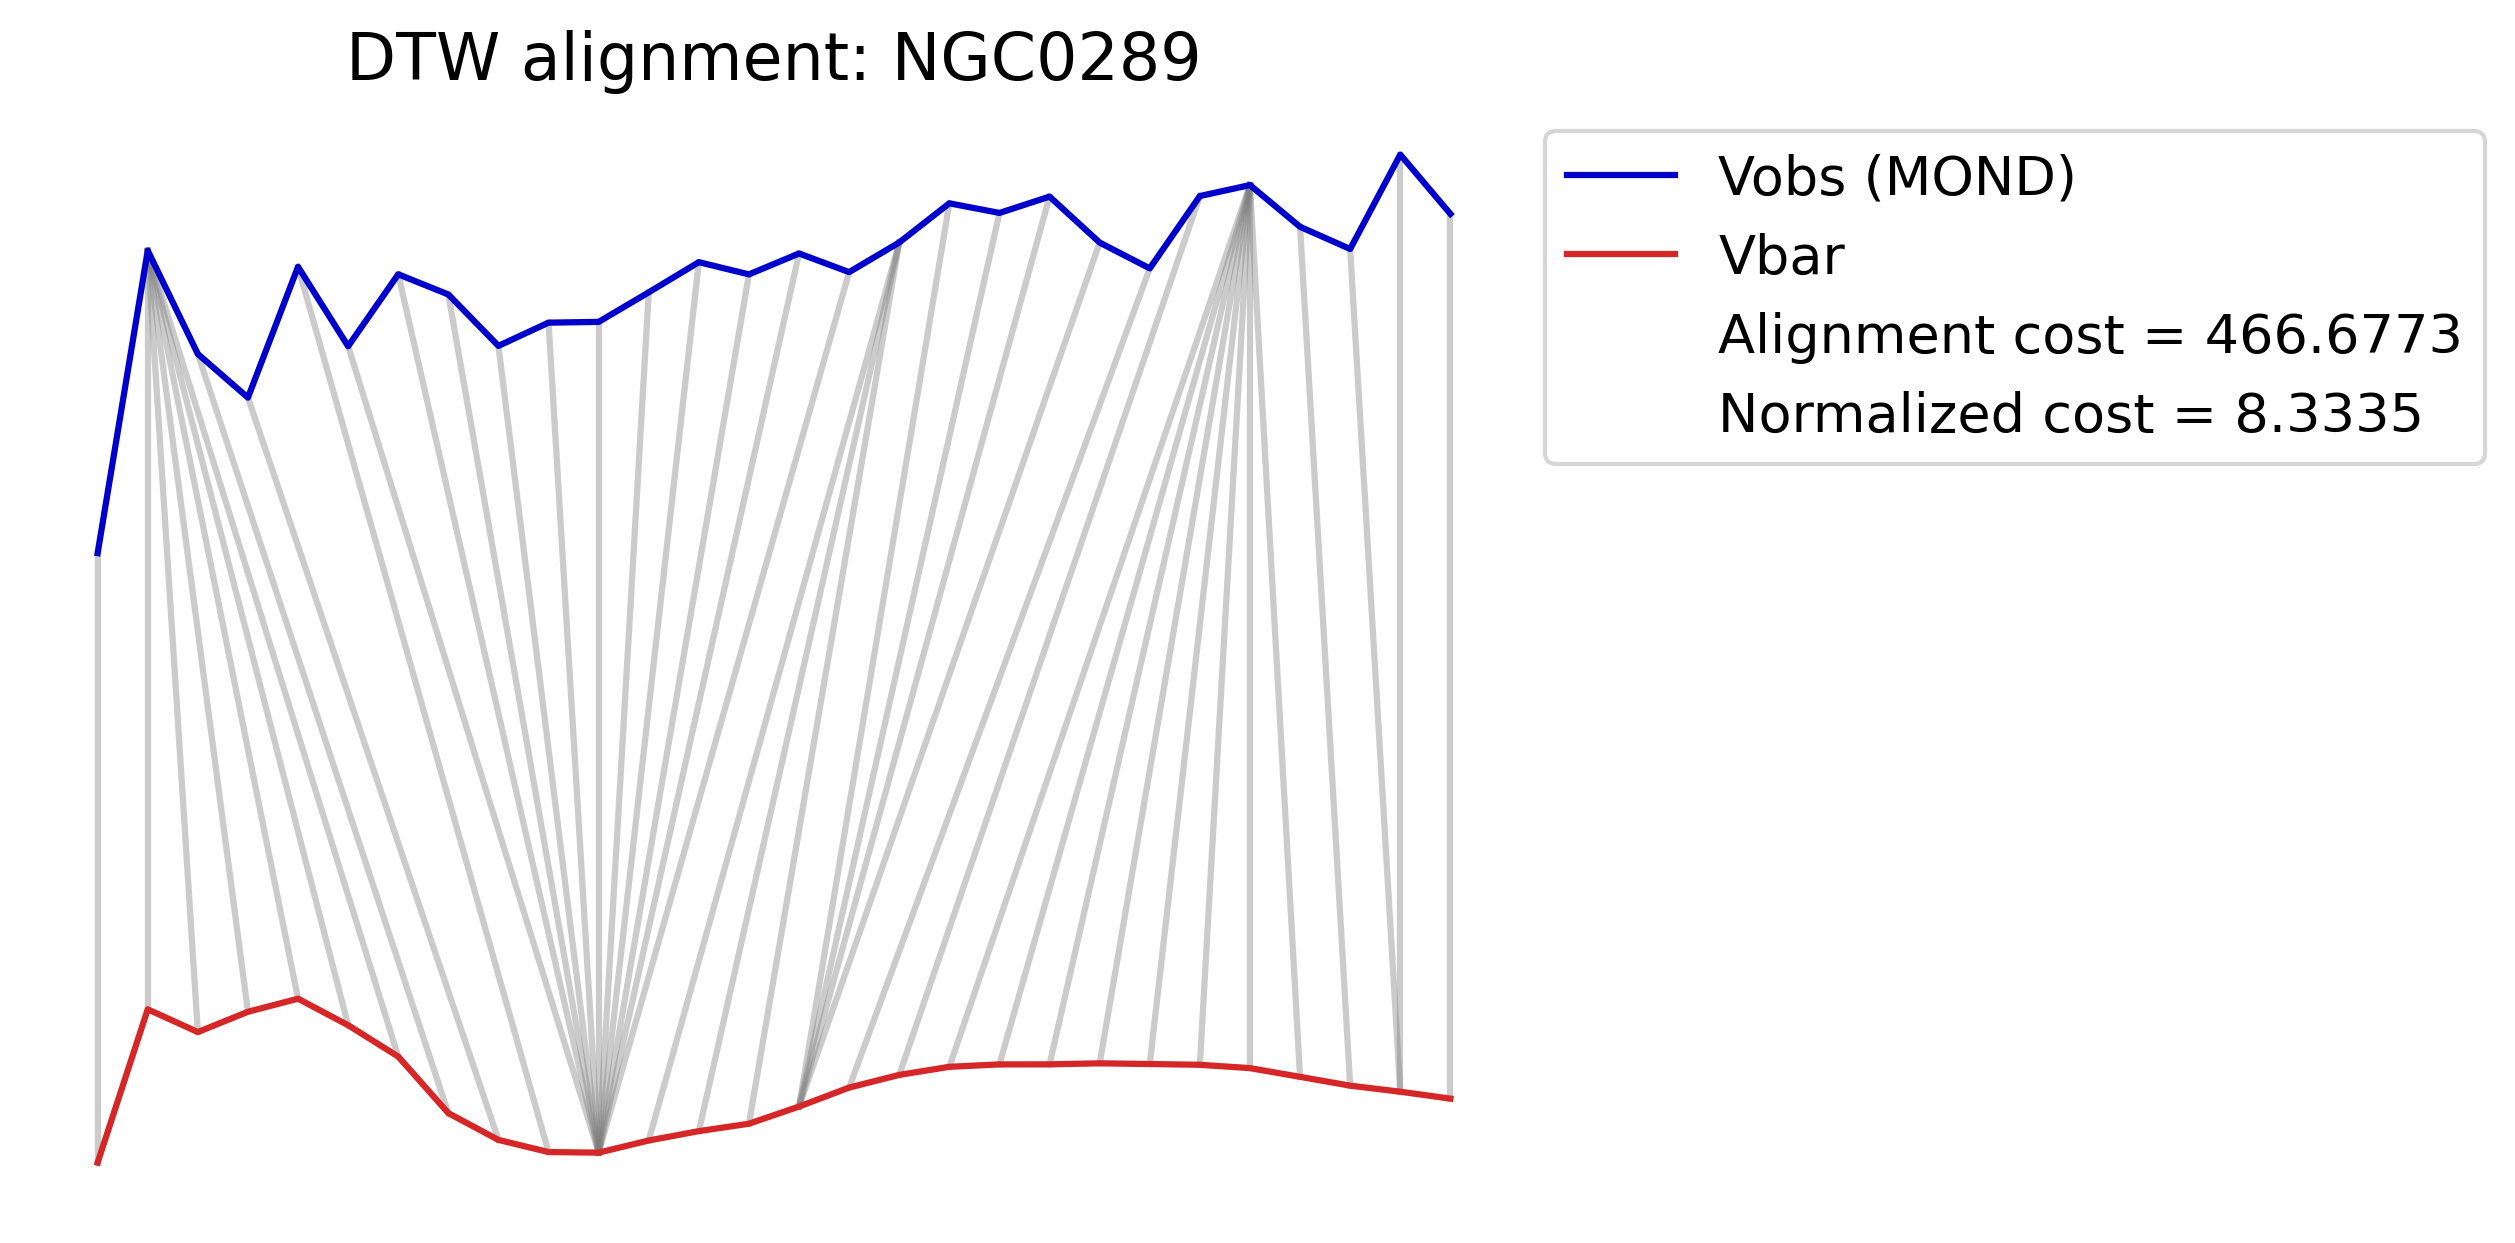 DTW alignment: NGC0289
Vobs (MOND)
Vbar
Alignment cost = 466.6773
Normalized cost = 8.3335